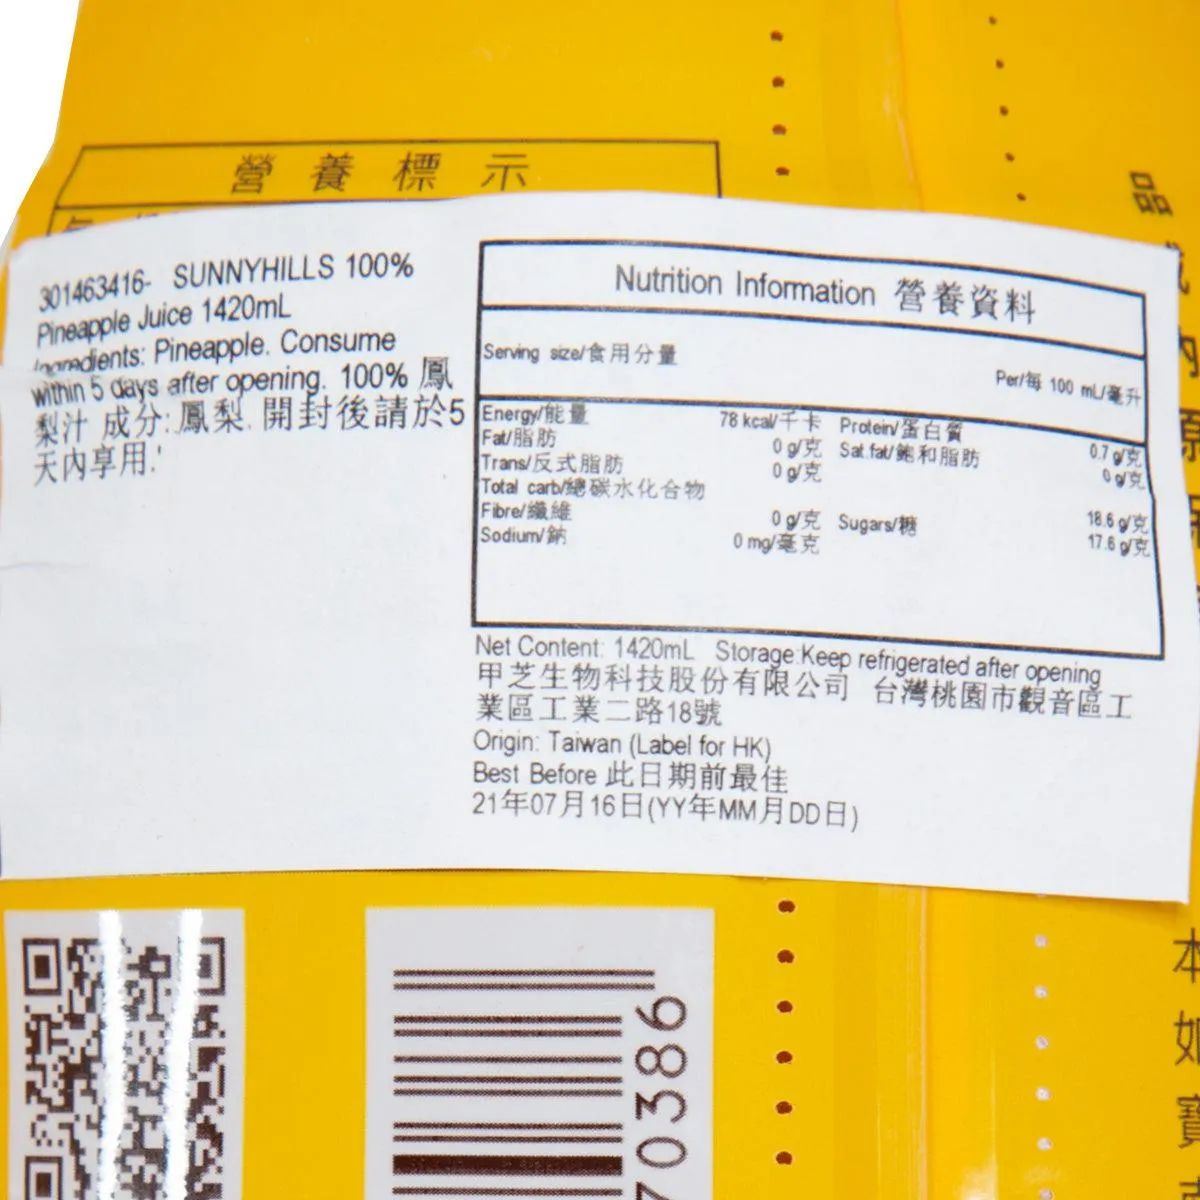 營養標示
301463416- SUNNYHILLS 100%
Pineapple Juice 1420mL
Ingredients: Pineapple. Consume
within 5 days after opening. 100% 鳳
梨汁 成分: 鳳梨. 開封後請於5
天內享用.'
Nutrition Information 營養資料
Serving size/食用分量
Per/每 100 mL/毫升
Energy/能量 78 kcal/千卡 Protein/蛋白質 0.7 g/克
Fat/脂肪 0 g/克 Sat.fat/飽和脂肪 0 g/克
Trans/反式脂肪 0 g/克
Total carb/總碳水化合物 18.6 g/克
Fibre/纖維 0 g/克 Sugars/糖 17.6 g/克
Sodium/鈉 0 mg/毫克
Net Content: 1420mL Storage:Keep refrigerated after opening
甲芝生物科技股份有限公司 台灣桃園市觀音區工
業區工業二路18號
Origin: Taiwan (Label for HK)
Best Before 此日期前最佳
21年07月16日(YY年MM月DD日)
70386
品
本
如
寶